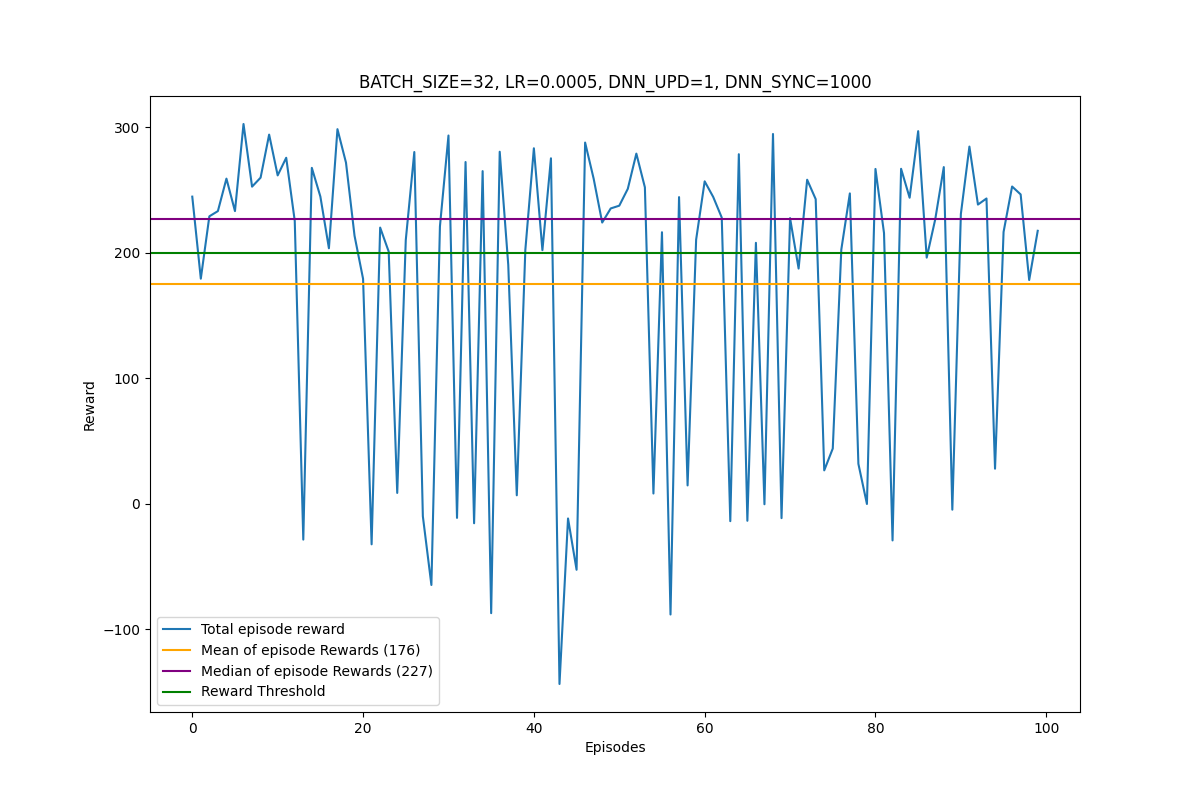 BATCH_SIZE=32, LR=0.0005, DNN_UPD=1, DNN_SYNC=1000
300
200
100
0
−100
Reward
Total episode reward
Mean of episode Rewards (176)
Median of episode Rewards (227)
Reward Threshold
0 20 40 60 80 100
Episodes